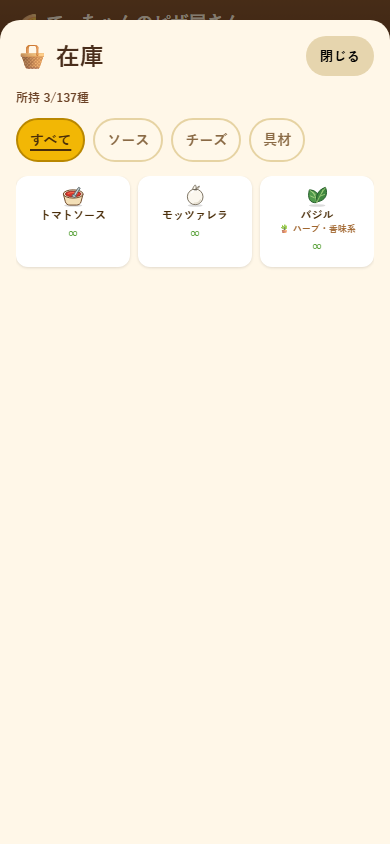 在庫
閉じる
所持 3/137種
すべて ソース チーズ 具材
トマトソース
∞
モッツァレラ
∞
バジル
ハーブ・香味系
∞